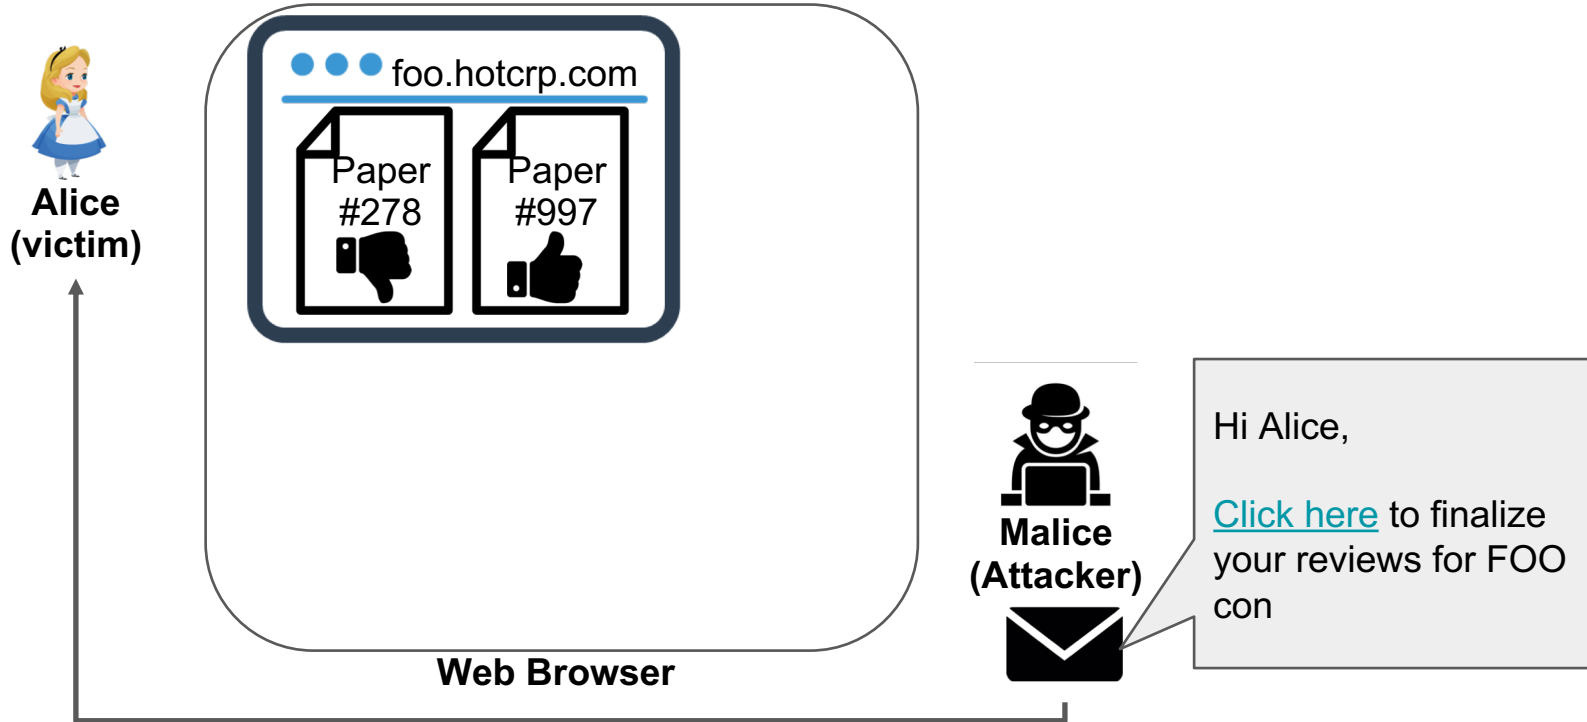 foo.hotcrp.com
Paper
#278
Paper
#997
Alice
(victim)
Web Browser
Malice
(Attacker)
Hi Alice,
Click here to finalize
your reviews for FOO
con